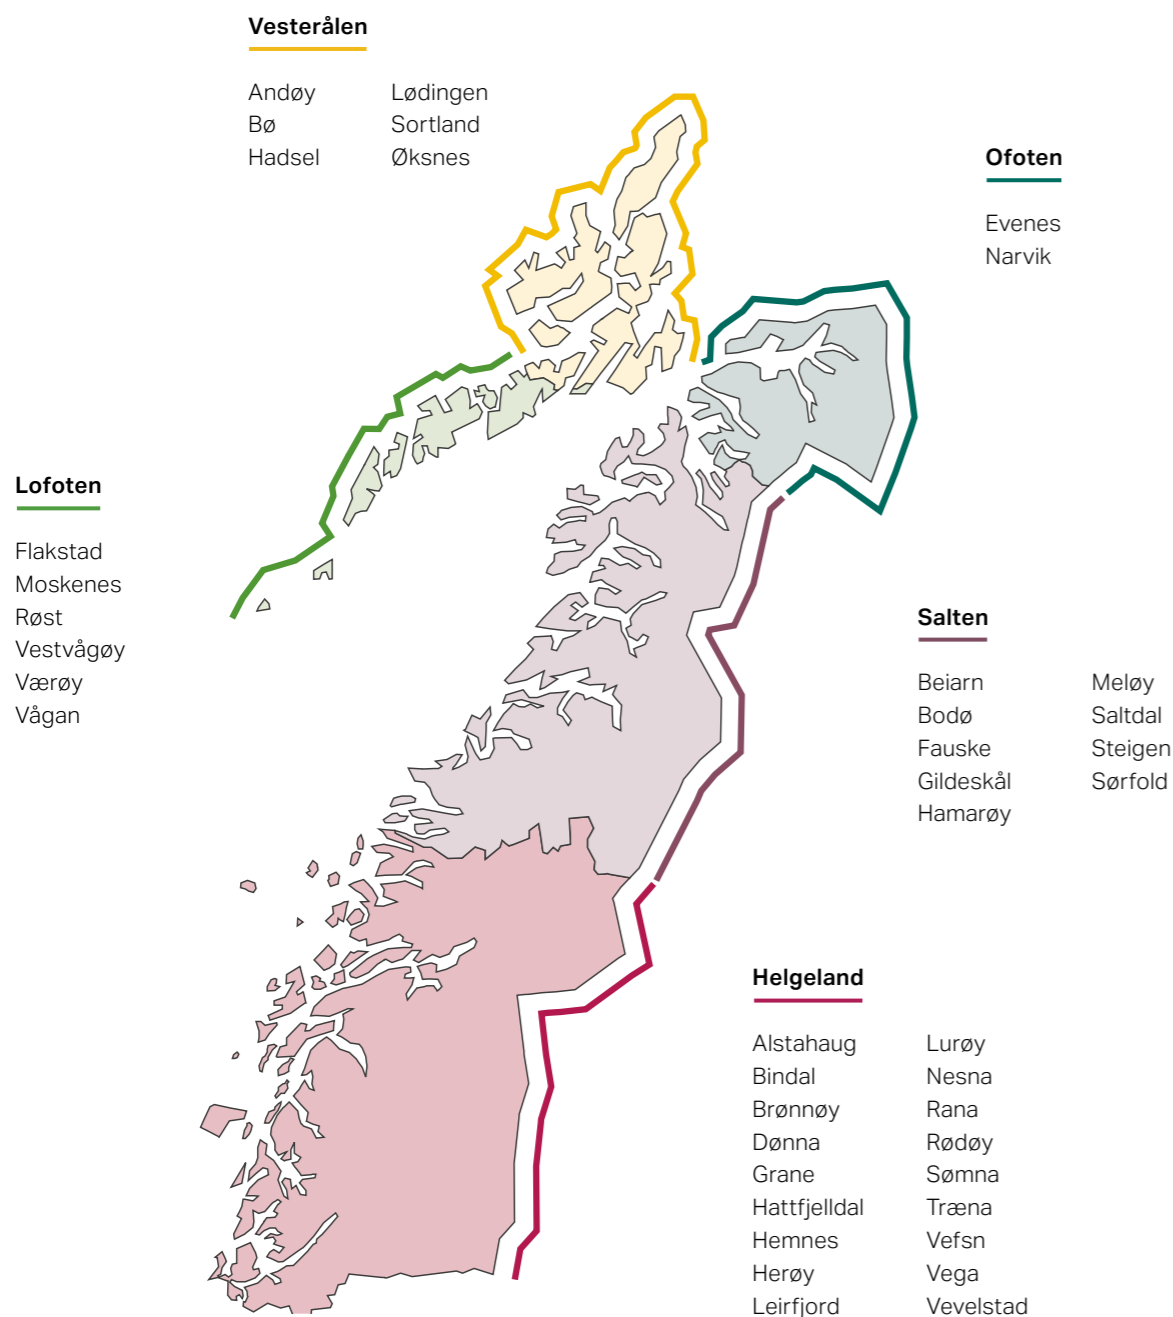 Vesterålen
Andøy Lødingen
Bø Sortland
Hadsel Øksnes
Ofoten
Evenes
Narvik
Lofoten
Flakstad
Moskenes
Røst
Vestvågøy
Værøy
Vågan
Salten
Beiarn Meløy
Bodø Saltdal
Fauske Steigen
Gildeskål Sørfold
Hamarøy
Helgeland
Alstahaug Lurøy
Bindal Nesna
Brønnøy Rana
Dønna Rødøy
Grane Sømna
Hattfjelldal Træna
Hemnes Vefsn
Herøy Vega
Leirfjord Vevelstad